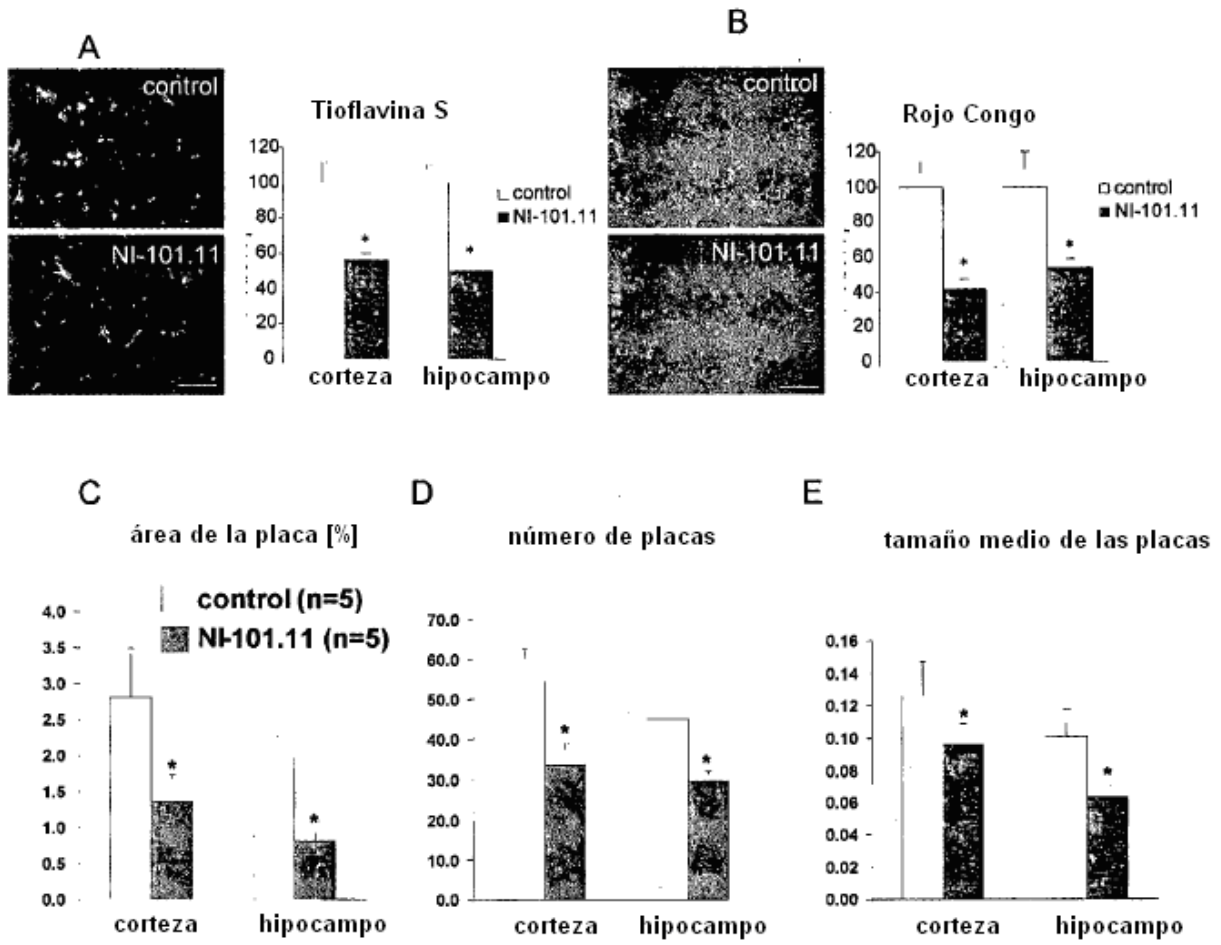 A
control
NI-101.11
Tioflavina S
120
100
80
60
40
20
0
control
NI-101.11
*
*
corteza
hipocampo
B
control
NI-101.11
Rojo Congo
120
100
80
60
40
20
0
control
NI-101.11
*
*
corteza
hipocampo
C
área de la placa [%]
control (n=5)
NI-101.11 (n=5)
4.0
3.5
3.0
2.5
2.0
1.5
1.0
0.5
0.0
*
*
corteza
hipocampo
D
número de placas
70.0
60.0
50.0
40.0
30.0
20.0
10.0
0.0
*
*
corteza
hipocampo
E
tamaño medio de las placas
0.16
0.14
0.12
0.10
0.08
0.06
0.04
0.02
0.00
*
*
corteza
hipocampo